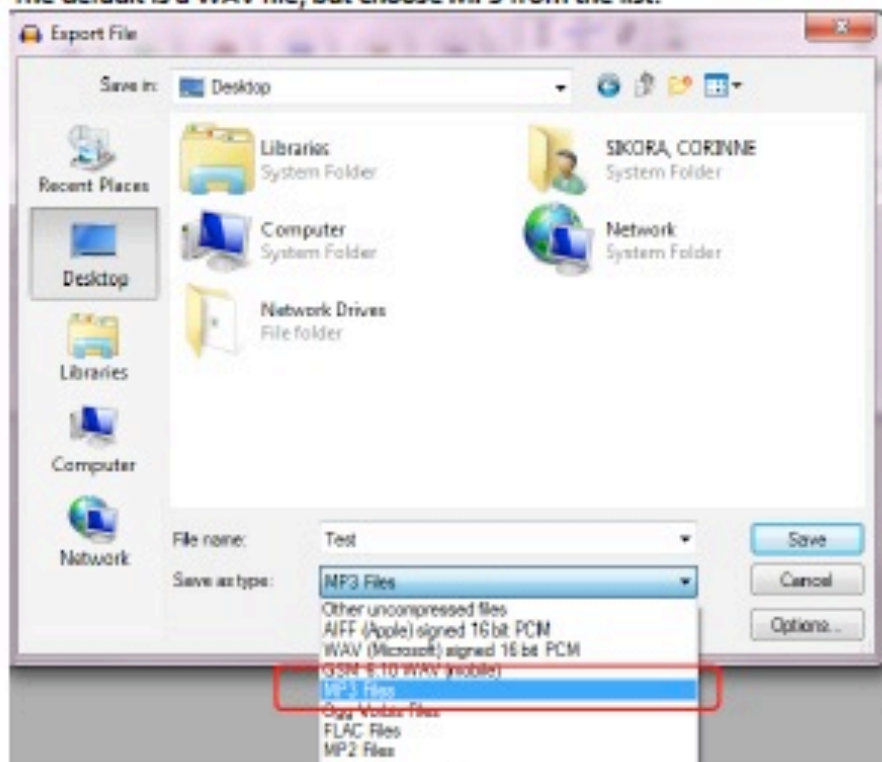 The default is a WAV file, but choose MP3 from the list.
Export File
Save in:
Desktop
Recent Places
Desktop
Libraries
Computer
Network
Libraries
System Folder
SIKORA, CORINNE
System Folder
Computer
System Folder
Network
System Folder
Network Drives
File folder
File name:
Test
Save
Save as type:
MP3 Files
Cancel
Options...
Other uncompressed files
AIFF (Apple) signed 16 bit PCM
WAV (Microsoft) signed 16 bit PCM
GSM 6.10 WAV (mobile)
MP3 Files
Ogg Vorbis Files
FLAC Files
MP2 Files